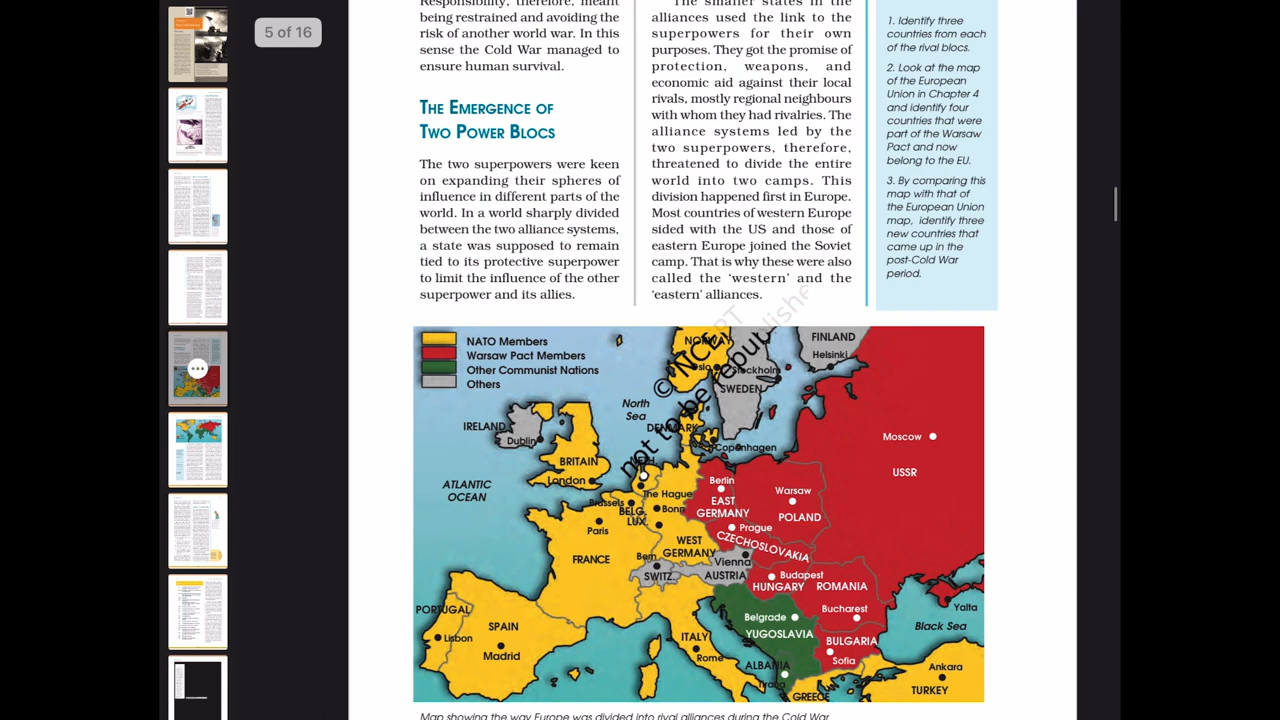 5 of 16
Responsibility, therefore, meant
being restrained and avoiding the
risk of another world war. In this
sense the Cold War managed to
ensure human survival.
THE EMERGENCE OF
TWO POWER BLOCS
The two superpowers were keen on
expanding their spheres of
influence in different parts of the
world. In a world sharply divided
between the two alliance systems,
a state was supposed to remain
tied to its protective superpower
to limit the influence of the other
superpower and its allies.
The smaller states in the
alliances used the link to the
superpowers for their own
purposes. They got the promise of
protection, weapons, and
economic aid against their local
rivals, mostly regional neighbours
with whom they had rivalries. The
alliance systems led by the
two superpowers, therefore,
threatened to divide the entire
world into two camps. This
division happened first in Europe.
Most countries of western Europe
sided with the US and those of
eastern Europe joined the Soviet
camp. That is why these were also
called the ‘western’ and the
‘eastern’ alliances.
Identify three
countries from each
of the rival blocs.
Look at the map
of the European
Union in Chapter 4
and identify four
countries that were
part of the Warsaw
Pact and now
belong to the EU.
By comparing this
map with that of
the European Union
map, identify three
new countries that
came up in the
post-Cold War
period.
NATO Members
Warsaw Pact Members
Other Communist Nations
Others
NORWAY
FINLAND
Helsinki
Oslo
Stockholm
SWEDEN
North
Sea
IRELAND
DENMARK
Dublin
Copenhagen
Moscow
BRITAIN
USSR
London
The Hague
Berlin
Warsaw
ATLANTIC
OCEAN
EAST
GERMANY
POLAND
BELG.
Bonn
Paris
Prague
WEST
GERMANY
FRANCE
Budapest
HUNGARY
ROMANIA
Yalta
Bucharest
PORTUGAL
Belgrade
Black Sea
SPAIN
YUGOSLAVIA
ITALY
BULGARIA
Madrid
Rome
Sofia
ALBANIA
Ankara
Tirana
TURKEY
GREECE
Map showing the way Europe was divided into rival alliances during the Cold War